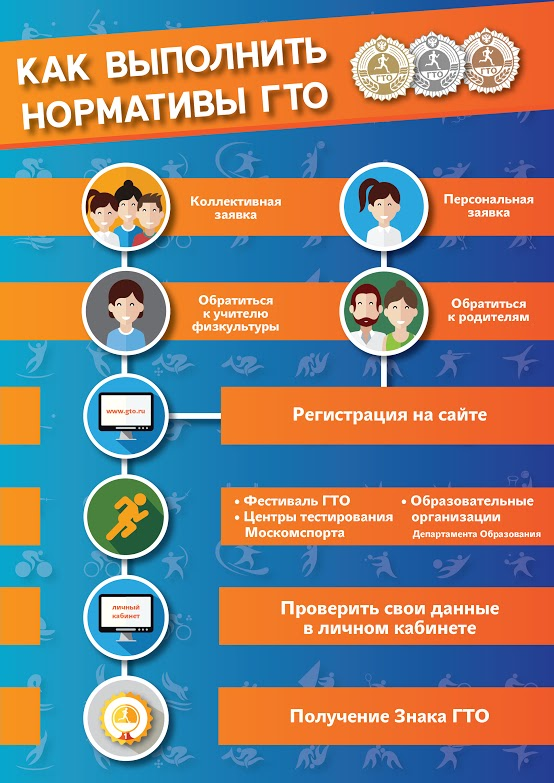 КАК ВЫПОЛНИТЬ
НОРМАТИВЫ ГТО
ГТО
ГТО
ГТО
Коллективная
заявка
Персональная
заявка
Обратиться
к учителю
физкультуры
Обратиться
к родителям
www.gto.ru
Регистрация на сайте
• Фестиваль ГТО
• Центры тестирования
Москомспорта
• Образовательные
организации
Департамента Образования
личный
кабинет
Проверить свои данные
в личном кабинете
Получение Знака ГТО